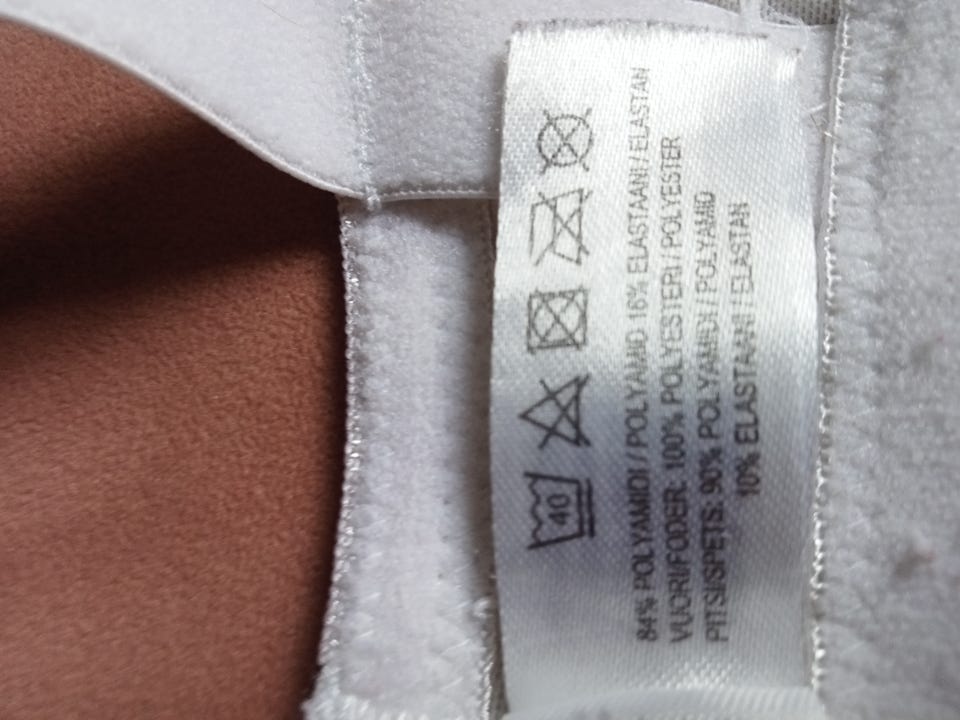 40
84% POLYAMIDI / POLYAMID 16% ELASTAANI / ELASTAN
VUORI/FODER: 100% POLYESTERI / POLYESTER
PITSI/SPETS: 90% POLYAMIDI / POLYAMID
10% ELASTAANI / ELASTAN